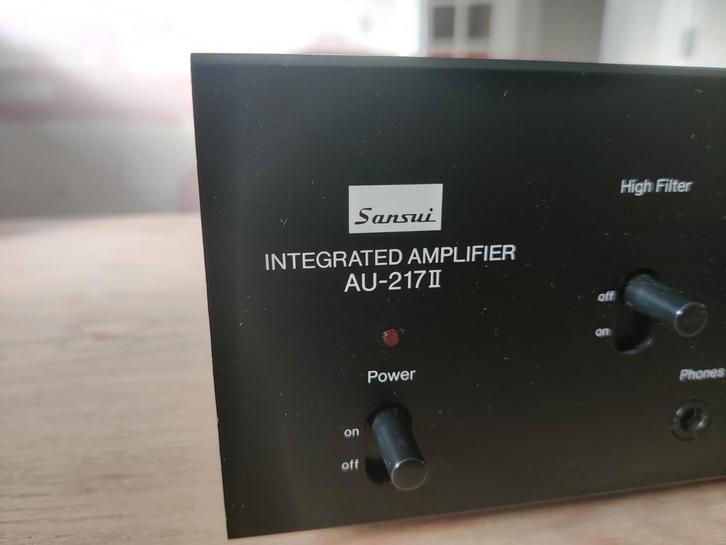 Sansui
INTEGRATED AMPLIFIER
AU-217II
Power
on
off
High Filter
off
on
Phones